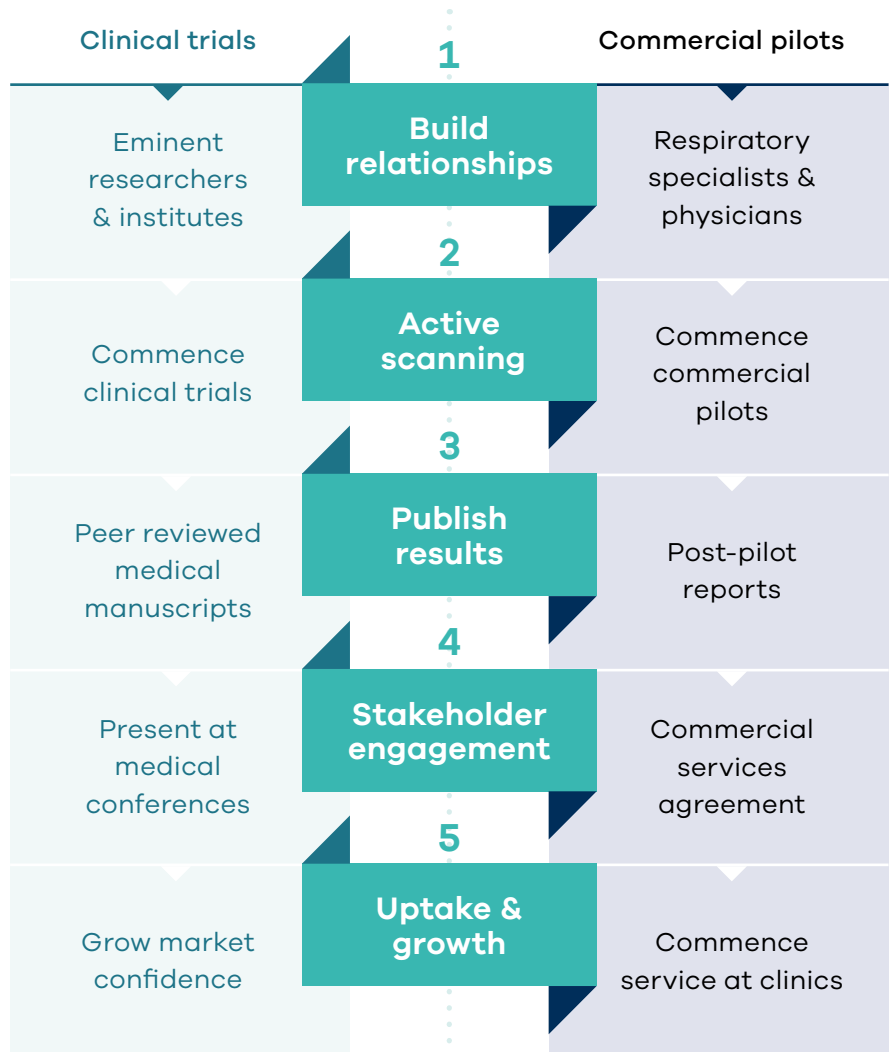 Clinical trials
1
Commercial pilots
Eminent
researchers
& institutes
Build
relationships
Respiratory
specialists &
physicians
2
Commence
clinical trials
Active
scanning
Commence
commercial
pilots
3
Peer reviewed
medical
manuscripts
Publish
results
Post-pilot
reports
4
Present at
medical
conferences
Stakeholder
engagement
Commercial
services
agreement
5
Grow market
confidence
Uptake &
growth
Commence
service at clinics